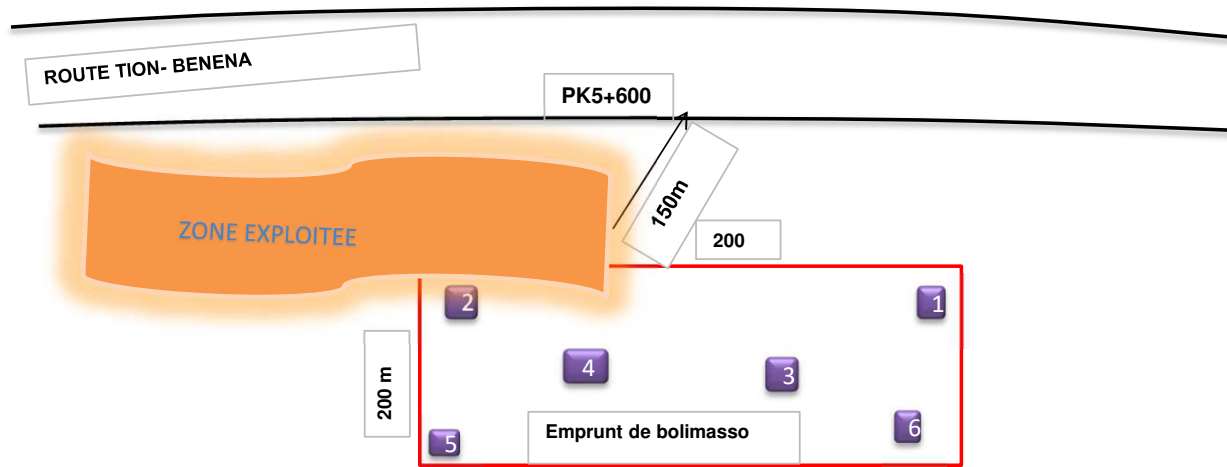 ROUTE TION- BENENA
PK5+600
150m
200
ZONE EXPLOITEE
2
1
4
3
200 m
5
Emprunt de bolimasso
6